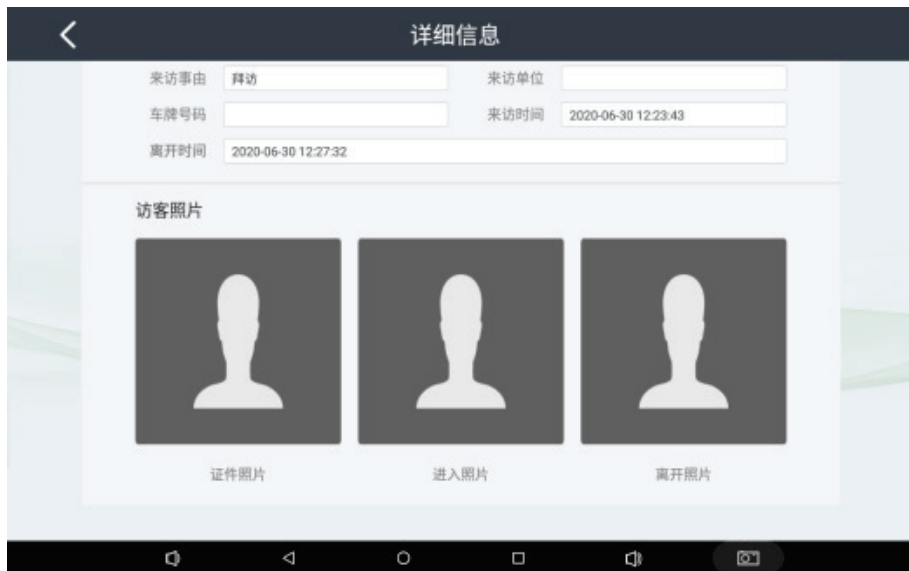 详细信息
来访事由 拜访 来访单位
车牌号码 来访时间 2020-06-30 12:23:43
离开时间 2020-06-30 12:27:32
访客照片
证件照片 进入照片 离开照片